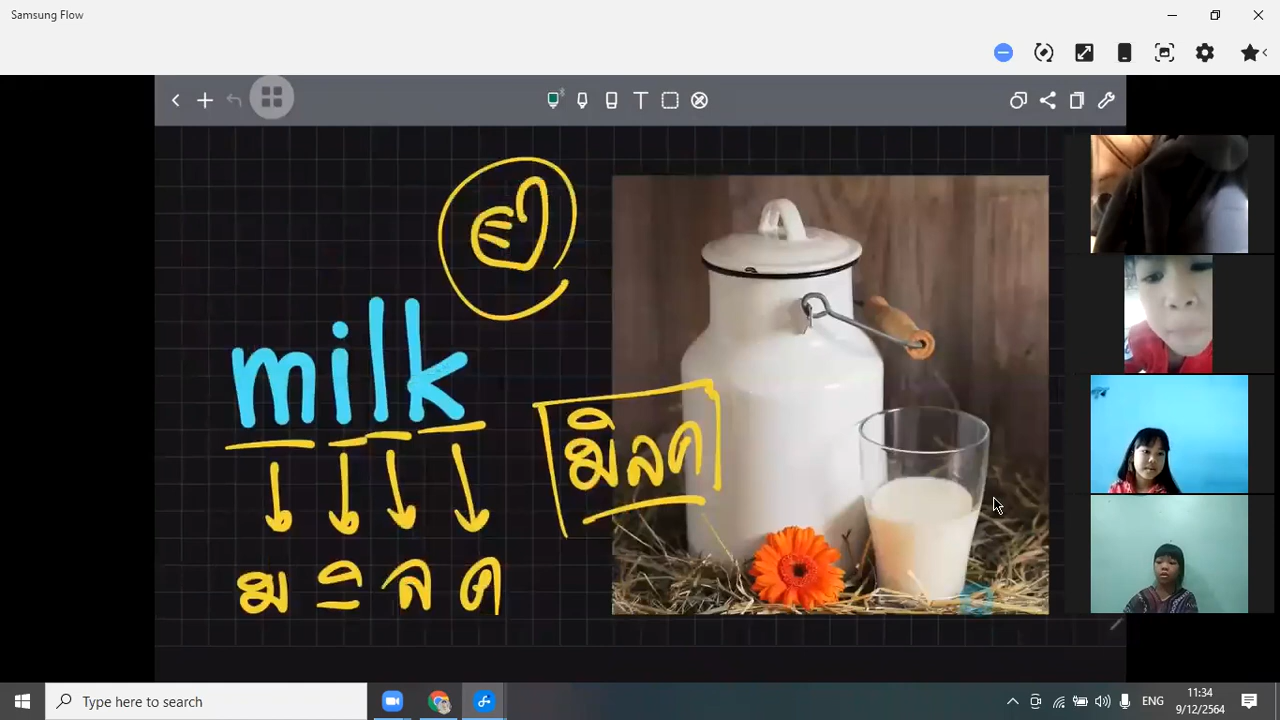 Samsung Flow
milk
มิลค
ม ิ ล ค
Type here to search
ENG
11:34
9/12/2564